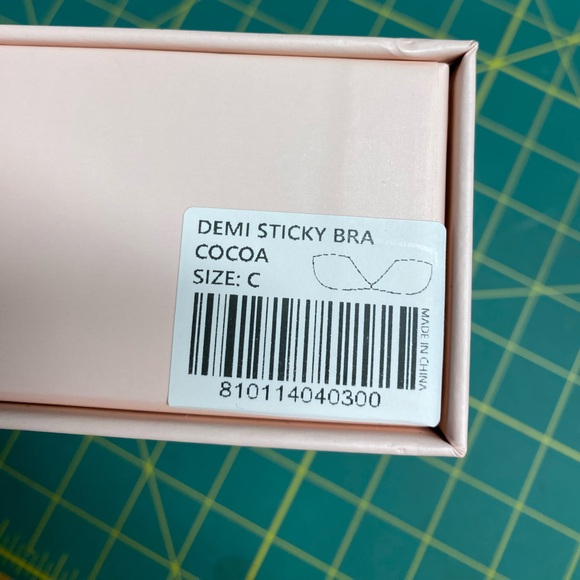 DEMI STICKY BRA
COCOA
SIZE: C
MADE IN CHINA
810114040300